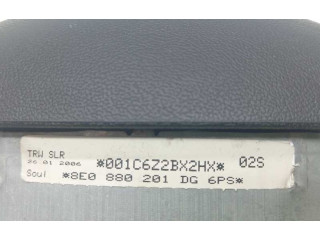 TRW SLR
06 01 2006 *001C6Z2BX2HX* 02S
Soul *8E0 880 201 DG 6PS*